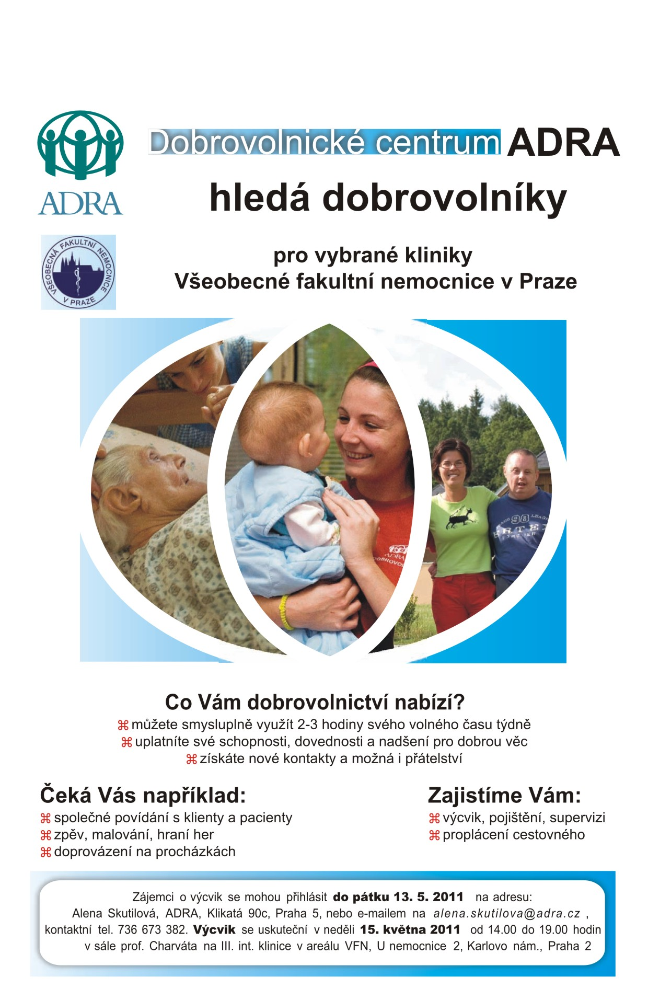 Dobrovolnické centrum ADRA
hledá dobrovolníky
ADRA
VŠEOBECNÁ FAKULTNÍ NEMOCNICE V PRAZE
pro vybrané kliniky
Všeobecné fakultní nemocnice v Praze
ADRA
98
Co Vám dobrovolnictví nabízí?
⌘ můžete smysluplně využít 2-3 hodiny svého volného času týdně
⌘ uplatníte své schopnosti, dovednosti a nadšení pro dobrou věc
⌘ získáte nové kontakty a možná i přátelství
Čeká Vás například:
⌘ společné povídání s klienty a pacienty
⌘ zpěv, malování, hraní her
⌘ doprovázení na procházkách
Zajistíme Vám:
⌘ výcvik, pojištění, supervizi
⌘ proplácení cestovného
Zájemci o výcvik se mohou přihlásit do pátku 13. 5. 2011 na adresu:
Alena Skutilová, ADRA, Klikatá 90c, Praha 5, nebo e-mailem na alena.skutilova@adra.cz ,
kontaktní tel. 736 673 382. Výcvik se uskuteční v neděli 15. května 2011 od 14.00 do 19.00 hodin
v sále prof. Charváta na III. int. klinice v areálu VFN, U nemocnice 2, Karlovo nám., Praha 2